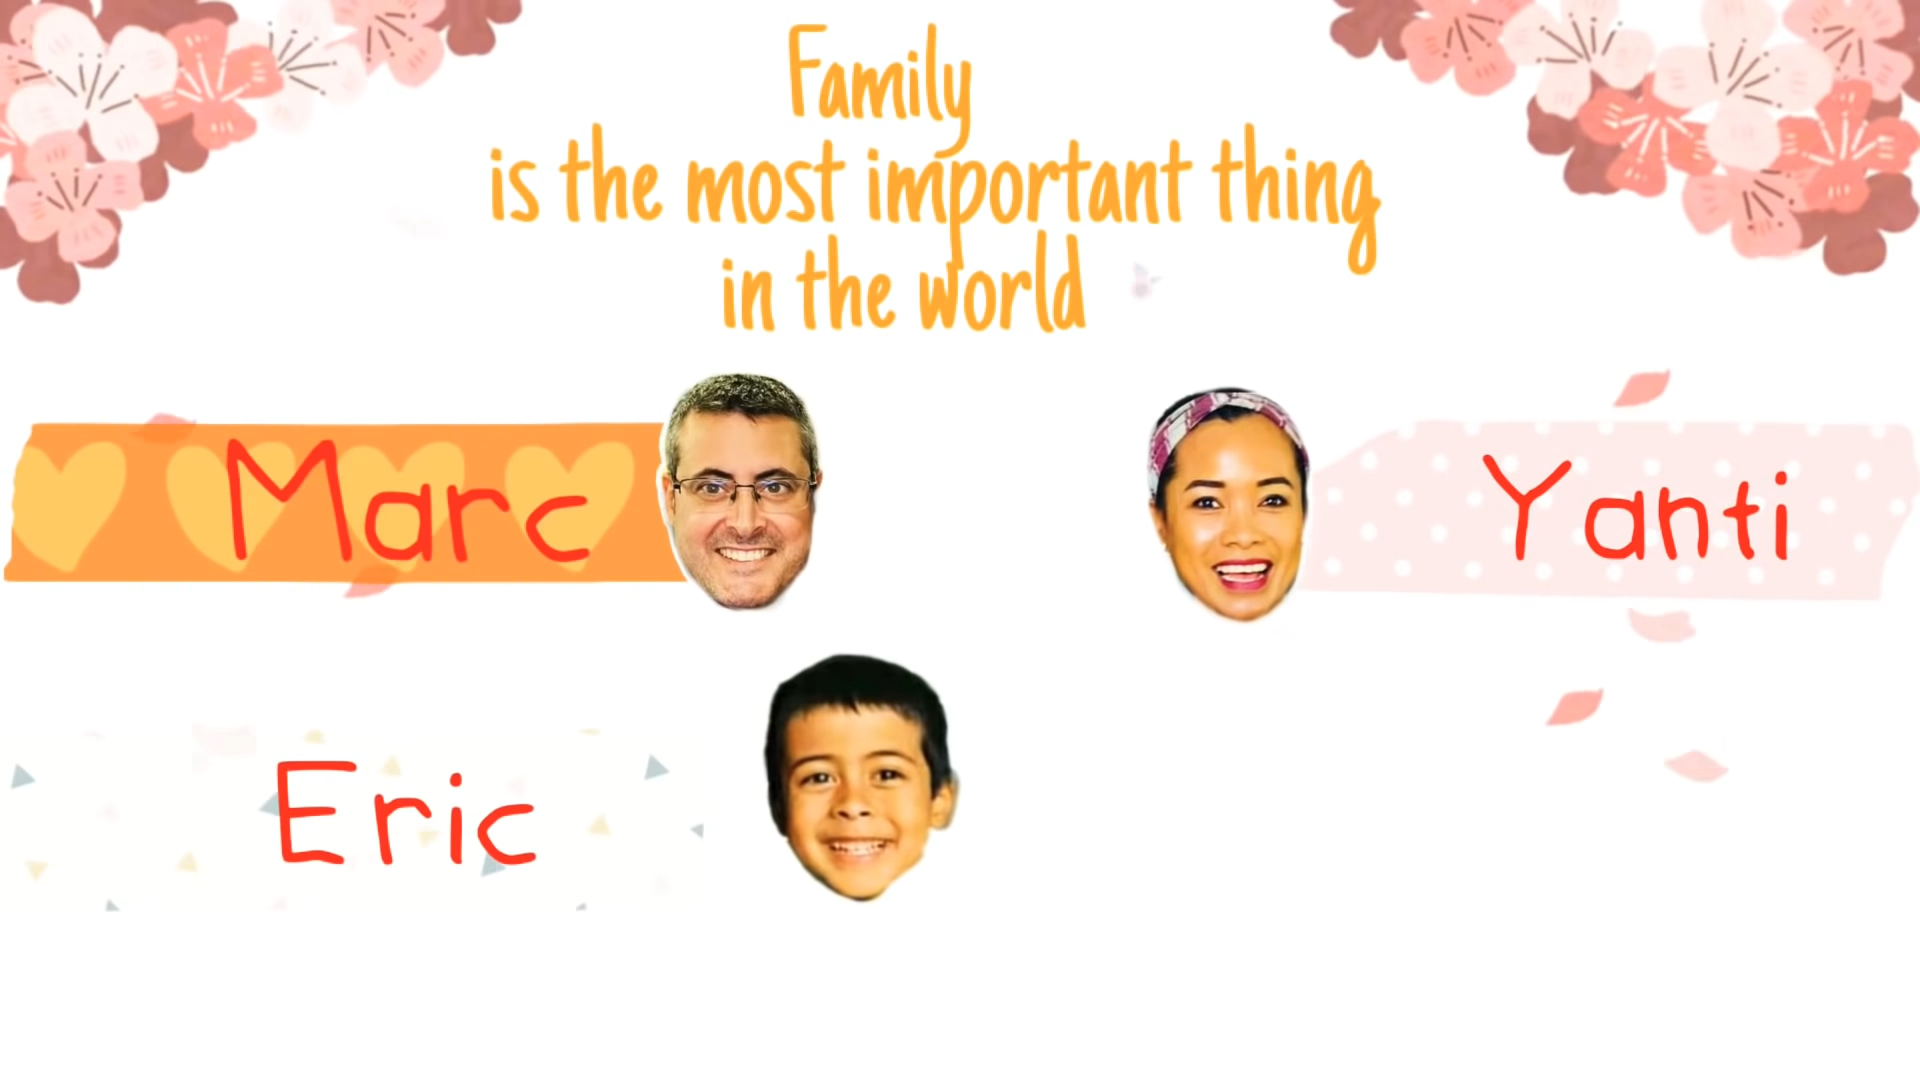 Family
is the most important thing
in the world
Marc
Yanti
Eric